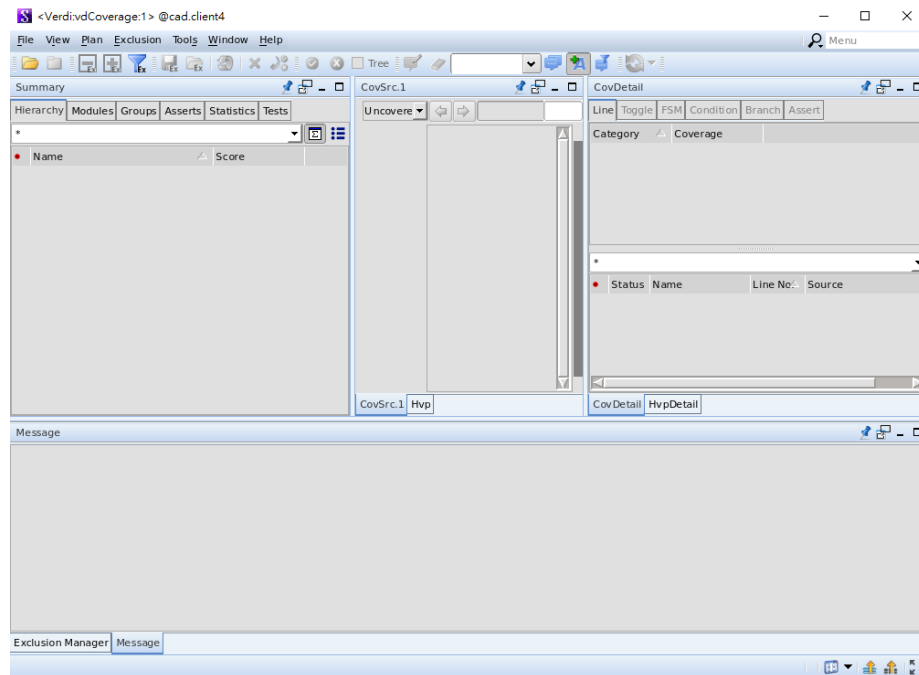 <Verdi:vdCoverage:1> @cad.client4
File View Plan Exclusion Tools Window Help Menu
Tree
Summary
Hierarchy Modules Groups Asserts Statistics Tests
*
Name Score
CovSrc.1
Uncovere
CovSrc.1 Hvp
CovDetail
Line Toggle FSM Condition Branch Assert
Category Coverage
*
Status Name Line No. Source
CovDetail HvpDetail
Message
Exclusion Manager Message